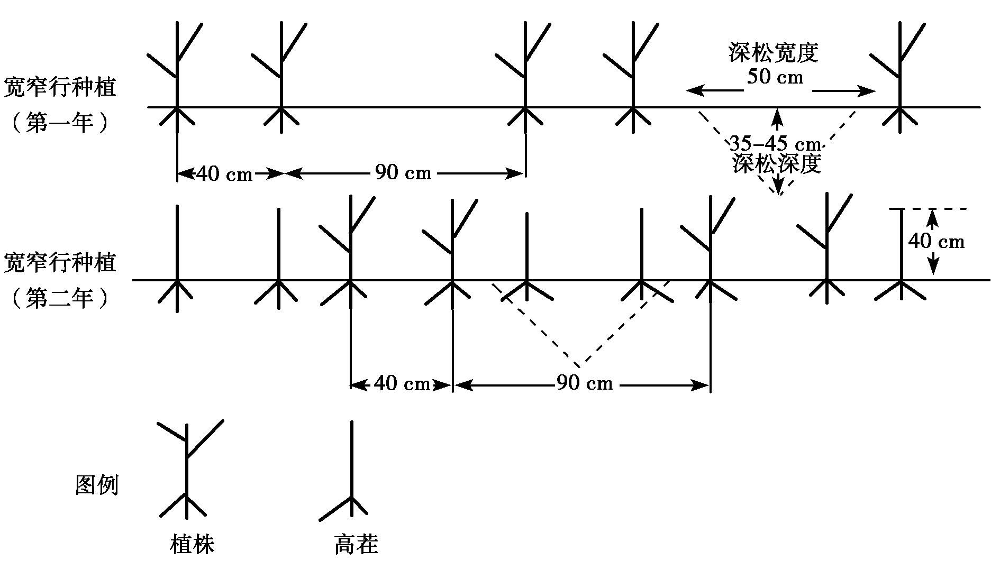 深松宽度
50 cm
宽窄行种植
（第一年）
35–45 cm
深松深度
40 cm
90 cm
宽窄行种植
（第二年）
40 cm
40 cm
90 cm
图例
植株
高茬